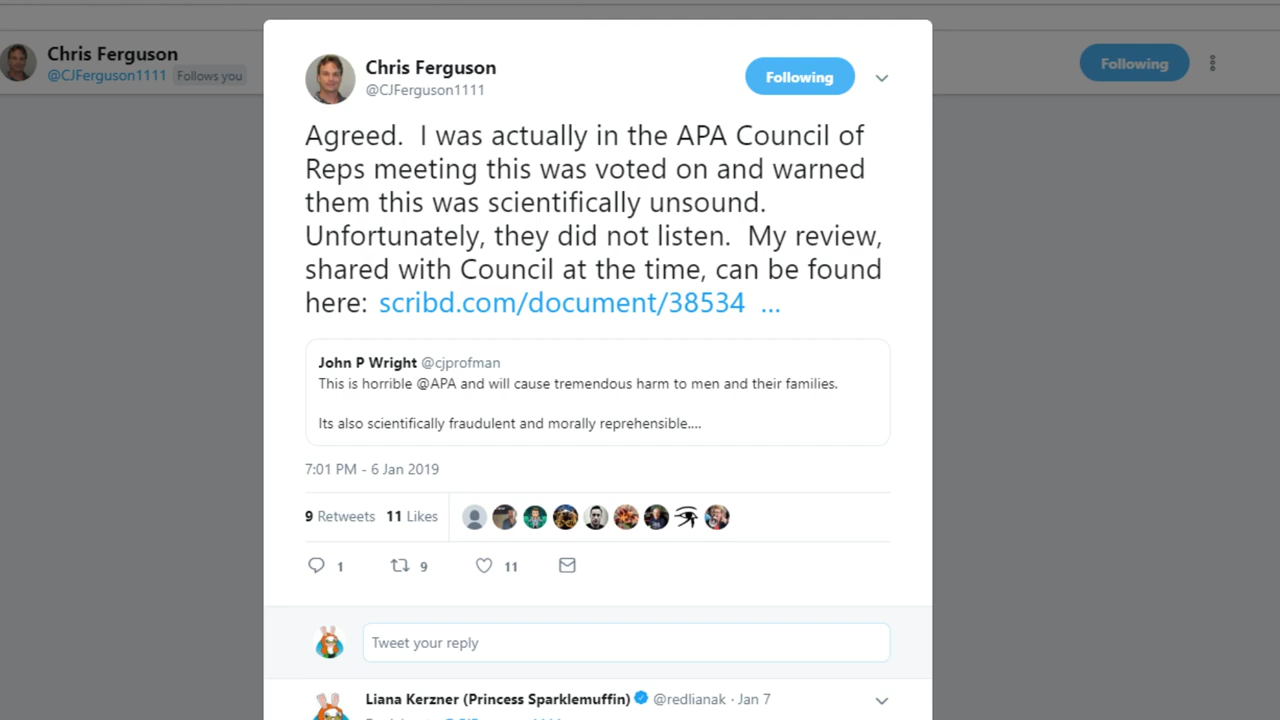 Chris Ferguson
@CJFerguson1111 Follows you
Following
Chris Ferguson
@CJFerguson1111
Following
Agreed.  I was actually in the APA Council of
Reps meeting this was voted on and warned
them this was scientifically unsound.
Unfortunately, they did not listen.  My review,
shared with Council at the time, can be found
here: scribd.com/document/38534 ...
John P Wright @cjprofman
This is horrible @APA and will cause tremendous harm to men and their families.
Its also scientifically fraudulent and morally reprehensible....
7:01 PM - 6 Jan 2019
9 Retweets 11 Likes
1 9 11
Tweet your reply
Liana Kerzner (Princess Sparklemuffin) @redlianak · Jan 7